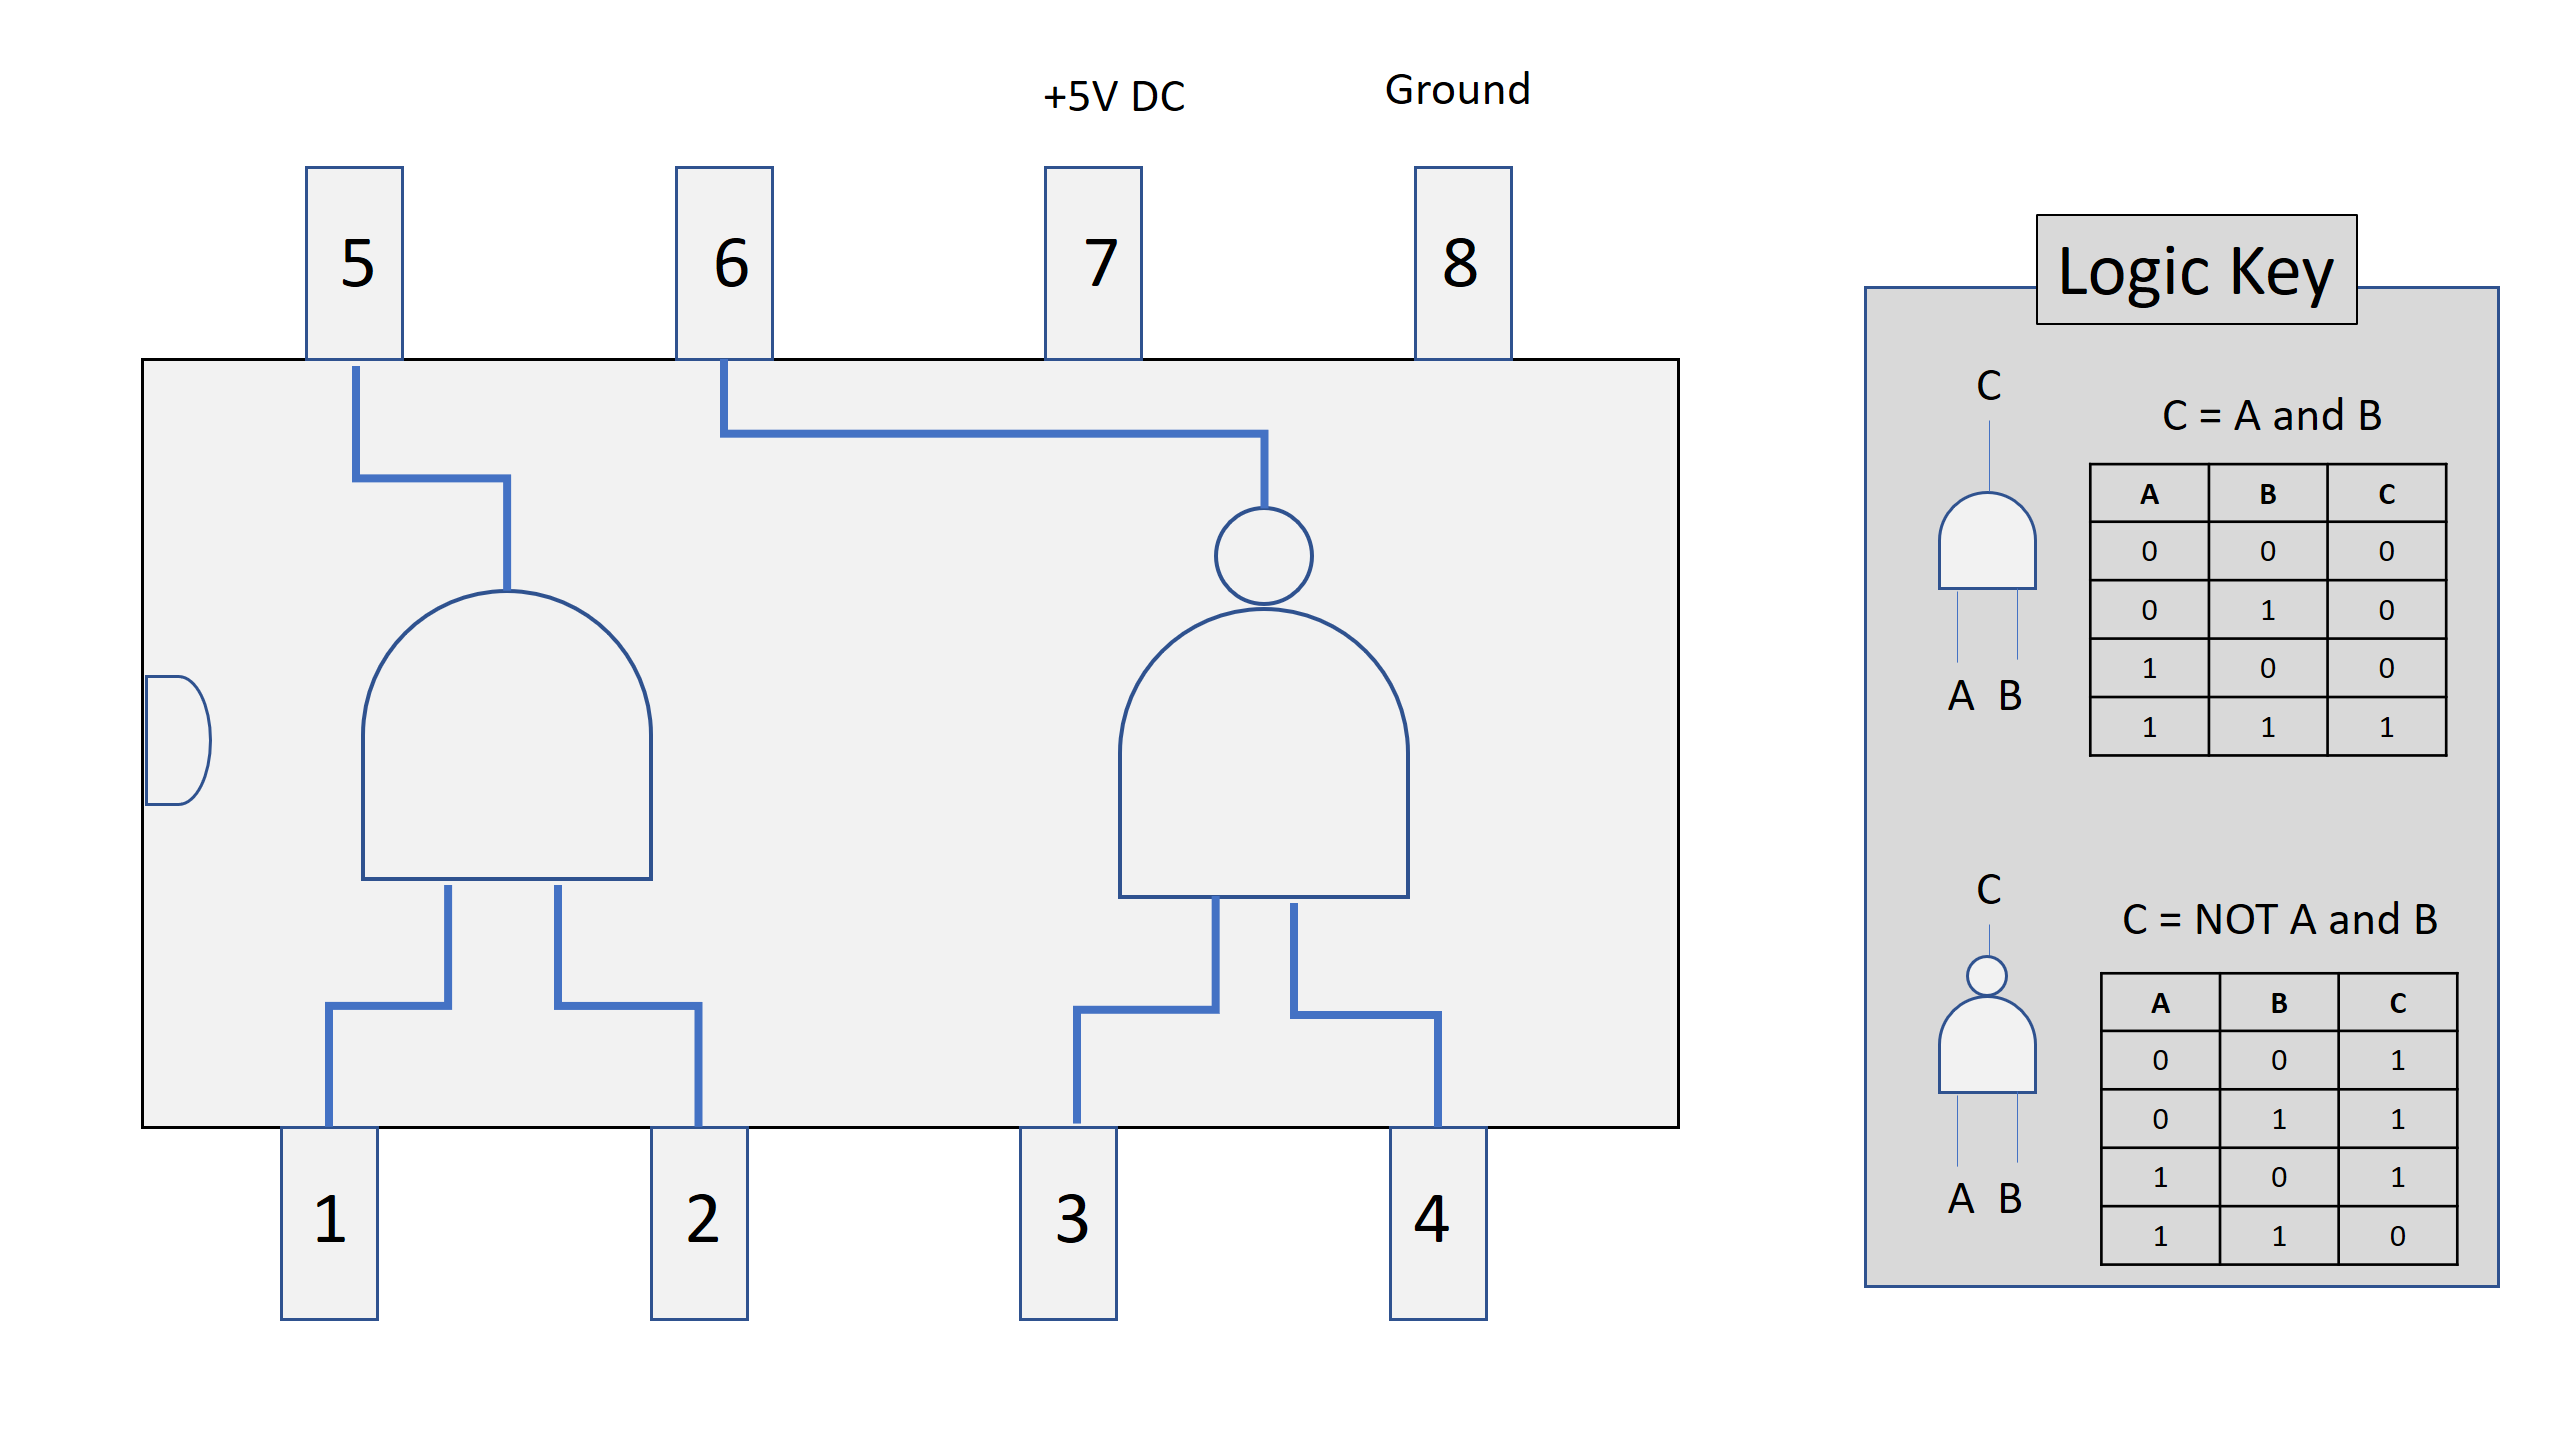 +5V DC
Ground
5
6
7
8
1
2
3
4
Logic Key
C
A B
C = A and B
A B C
0 0 0
0 1 0
1 0 0
1 1 1
C
A B
C = NOT A and B
A B C
0 0 1
0 1 1
1 0 1
1 1 0